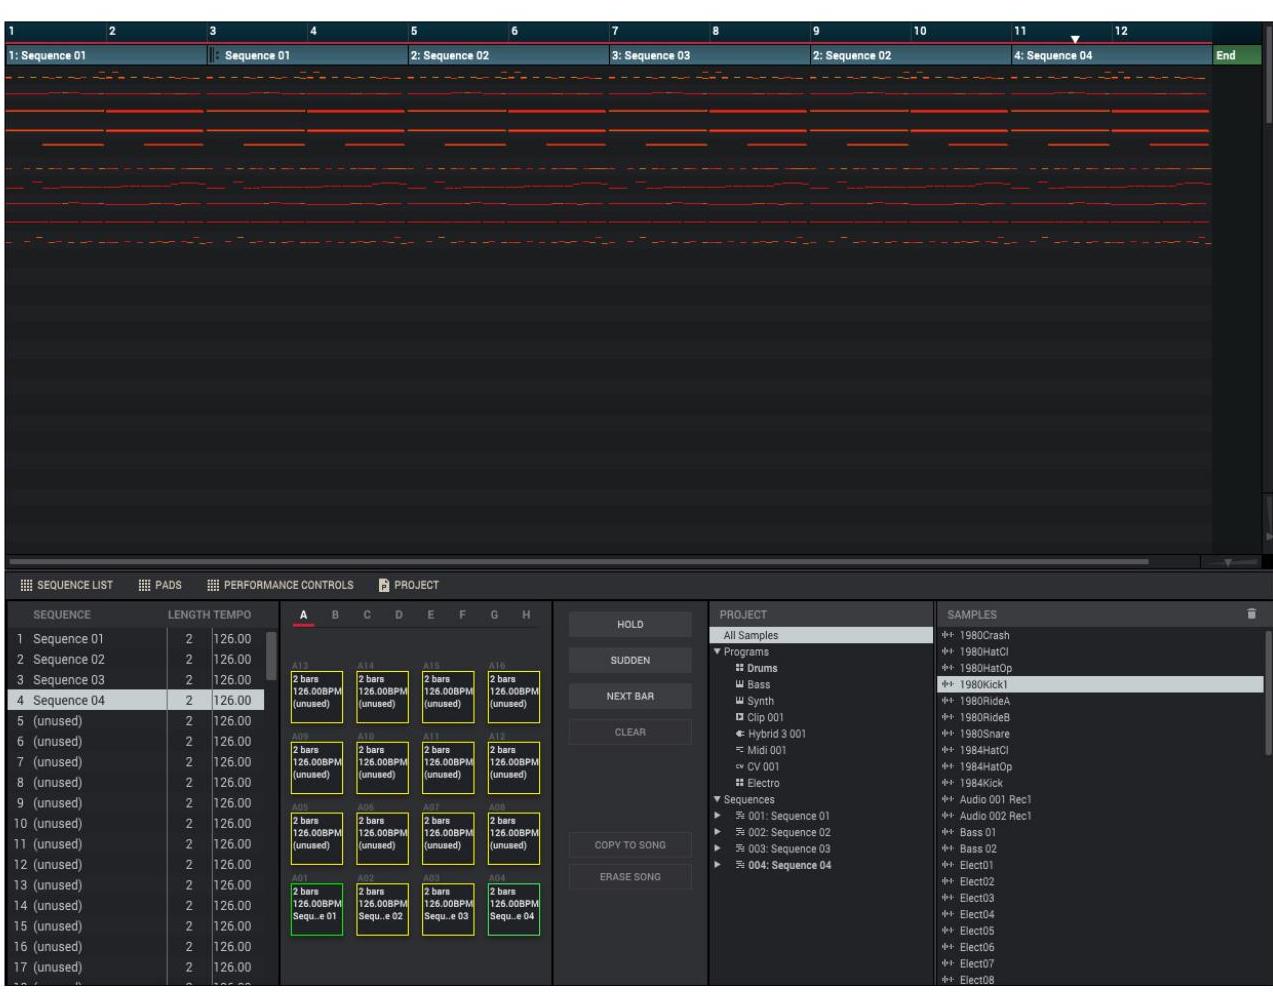 1 2 3 4 5 6 7 8 9 10 11 12
1: Sequence 01 Sequence 01 2: Sequence 02 3: Sequence 03 2: Sequence 02 4: Sequence 04 End
SEQUENCE LIST PADS PERFORMANCE CONTROLS PROJECT
SEQUENCE LENGTH TEMPO
1 Sequence 01 2 126.00
2 Sequence 02 2 126.00
3 Sequence 03 2 126.00
4 Sequence 04 2 126.00
5 (unused) 2 126.00
6 (unused) 2 126.00
7 (unused) 2 126.00
8 (unused) 2 126.00
9 (unused) 2 126.00
10 (unused) 2 126.00
11 (unused) 2 126.00
12 (unused) 2 126.00
13 (unused) 2 126.00
14 (unused) 2 126.00
15 (unused) 2 126.00
16 (unused) 2 126.00
17 (unused) 2 126.00
A B C D E F G H
A13 A14 A15 A16
2 bars 2 bars 2 bars 2 bars
126.00BPM 126.00BPM 126.00BPM 126.00BPM
(unused) (unused) (unused) (unused)
A09 A10 A11 A12
2 bars 2 bars 2 bars 2 bars
126.00BPM 126.00BPM 126.00BPM 126.00BPM
(unused) (unused) (unused) (unused)
A05 A06 A07 A08
2 bars 2 bars 2 bars 2 bars
126.00BPM 126.00BPM 126.00BPM 126.00BPM
(unused) (unused) (unused) (unused)
A01 A02 A03 A04
2 bars 2 bars 2 bars 2 bars
126.00BPM 126.00BPM 126.00BPM 126.00BPM
Sequ..e 01 Sequ..e 02 Sequ..e 03 Sequ..e 04
HOLD
SUDDEN
NEXT BAR
CLEAR
COPY TO SONG
ERASE SONG
PROJECT
All Samples
Programs
Drums
Bass
Synth
Clip 001
Hybrid 3 001
Midi 001
CV CV 001
Electro
Sequences
001: Sequence 01
002: Sequence 02
003: Sequence 03
004: Sequence 04
SAMPLES
1980Crash
1980HatCl
1980HatOp
1980Kick1
1980RideA
1980RideB
1980Snare
1984HatCl
1984HatOp
1984Kick
Audio 001 Rec1
Audio 002 Rec1
Bass 01
Bass 02
Elect01
Elect02
Elect03
Elect04
Elect05
Elect06
Elect07
Elect08